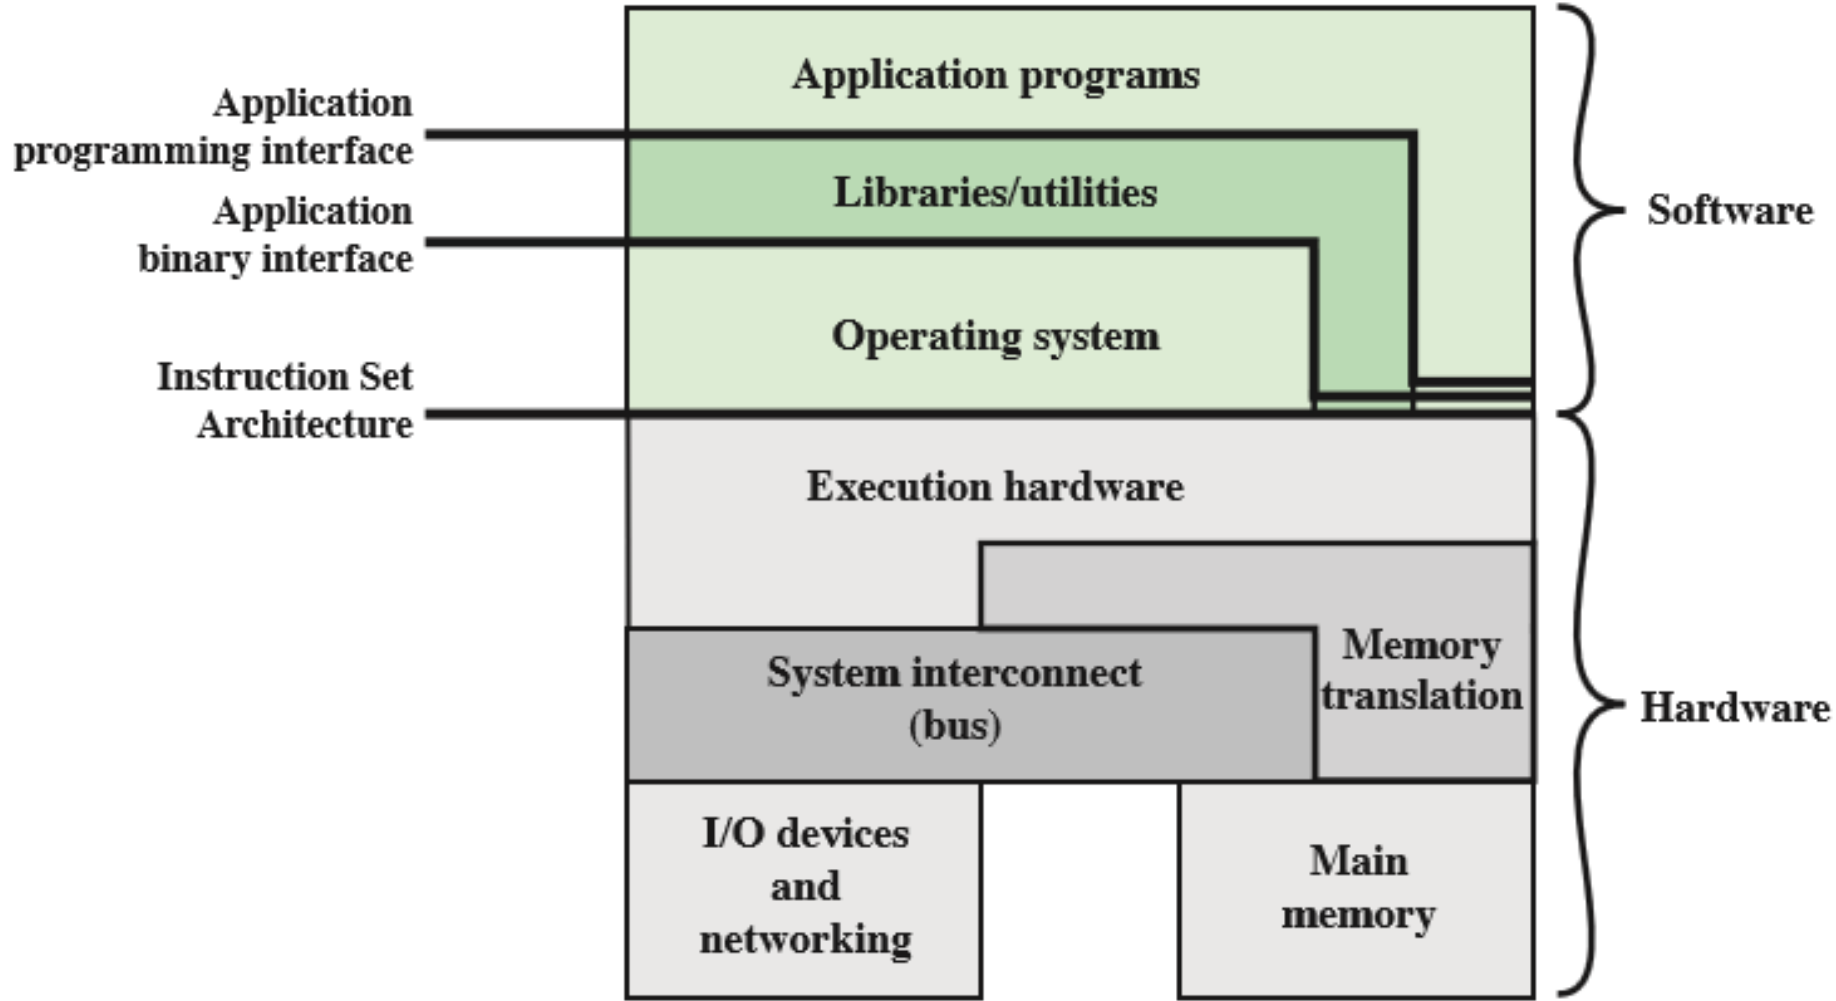 Application programs
Application
programming interface
Libraries/utilities
Application
binary interface
Software
Operating system
Instruction Set
Architecture
Execution hardware
Memory
translation
System interconnect
(bus)
Hardware
I/O devices
and
networking
Main
memory